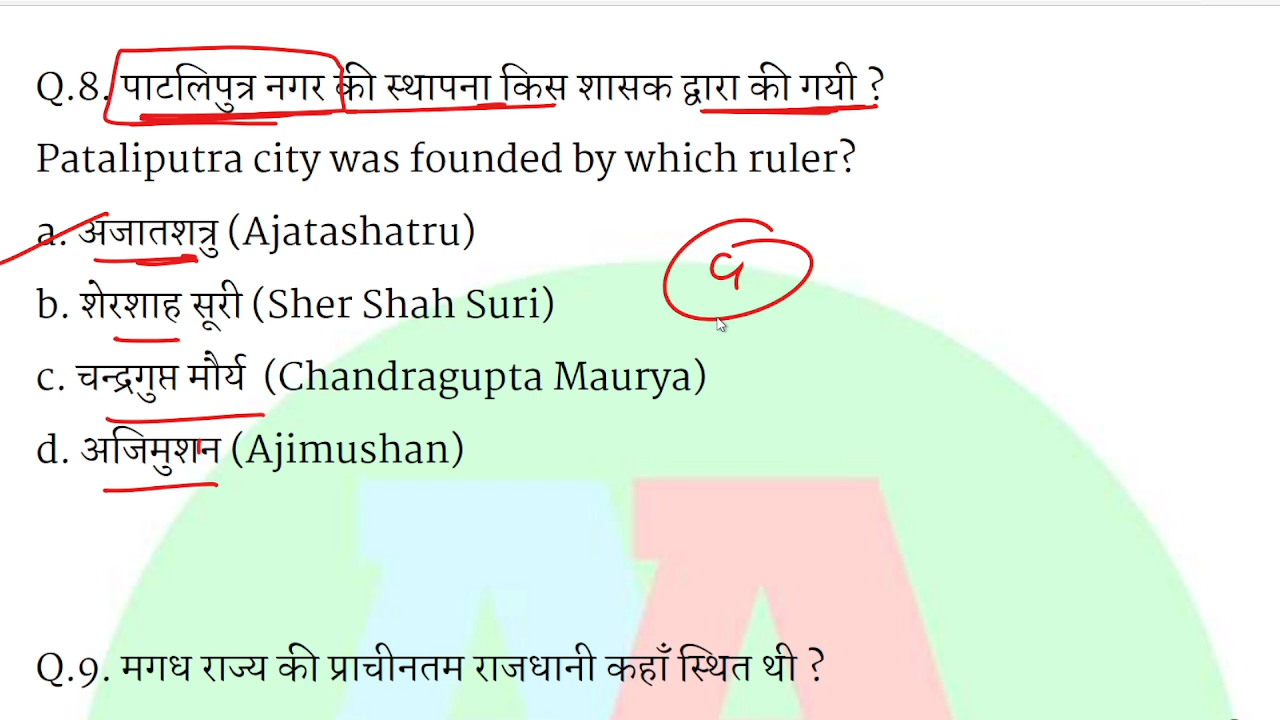 Q.8. पाटलिपुत्र नगर की स्थापना किस शासक द्वारा की गयी ?
Pataliputra city was founded by which ruler?
a. अजातशत्रु (Ajatashatru)
b. शेरशाह सूरी (Sher Shah Suri)
c. चन्द्रगुप्त मौर्य (Chandragupta Maurya)
d. अजिमुशान (Ajimushan)
Q.9. मगध राज्य की प्राचीनतम राजधानी कहाँ स्थित थी ?